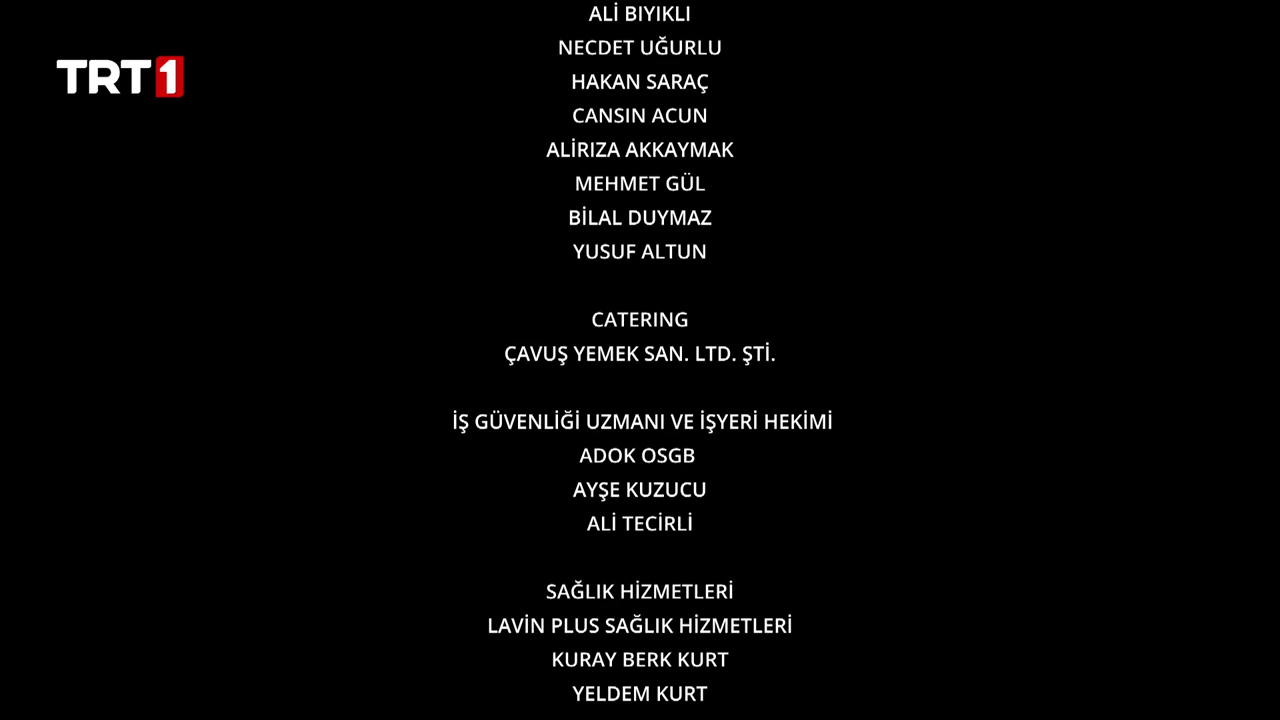 ALİ BIYIKLI
TRT 1
NECDET UĞURLU
HAKAN SARAÇ
CANSIN ACUN
ALİRIZA AKKAYMAK
MEHMET GÜL
BİLAL DUYMAZ
YUSUF ALTUN
CATERING
ÇAVUŞ YEMEK SAN. LTD. ŞTİ.
İŞ GÜVENLİĞİ UZMANI VE İŞYERİ HEKİMİ
ADOK OSGB
AYŞE KUZUCU
ALİ TECİRLİ
SAĞLIK HİZMETLERİ
LAVİN PLUS SAĞLIK HİZMETLERİ
KURAY BERK KURT
YELDEM KURT